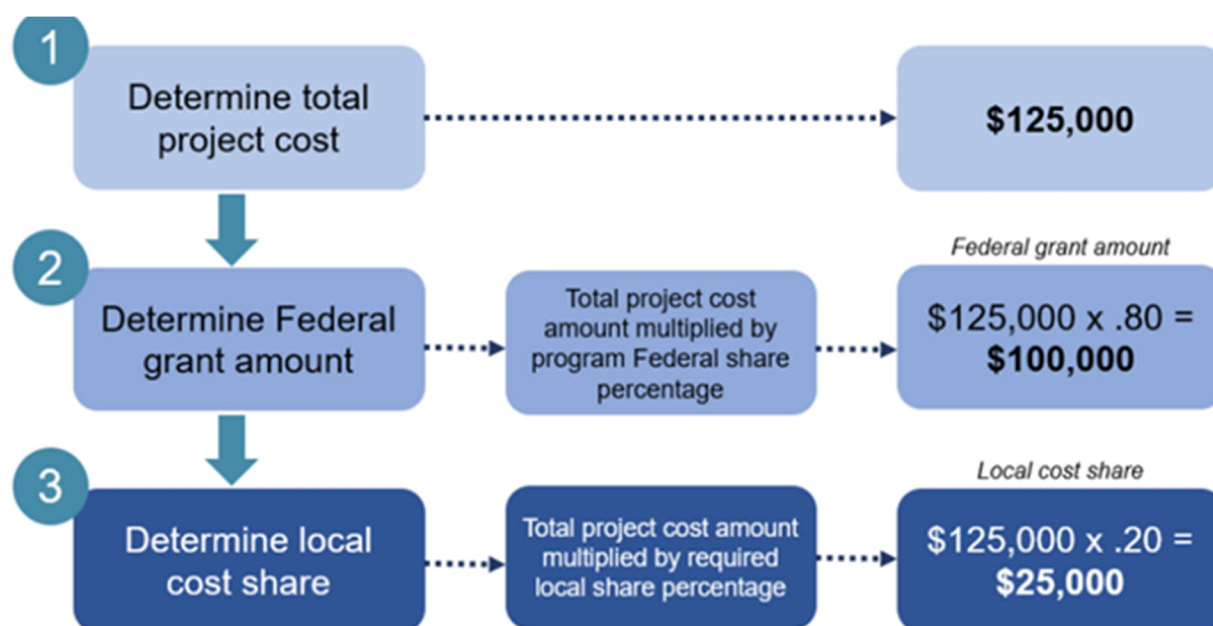 1
Determine total
project cost
$125,000
2
Determine Federal
grant amount
Total project cost
amount multiplied by
program Federal share
percentage
Federal grant amount
$125,000 x .80 =
$100,000
3
Determine local
cost share
Total project cost amount
multiplied by required
local share percentage
Local cost share
$125,000 x .20 =
$25,000